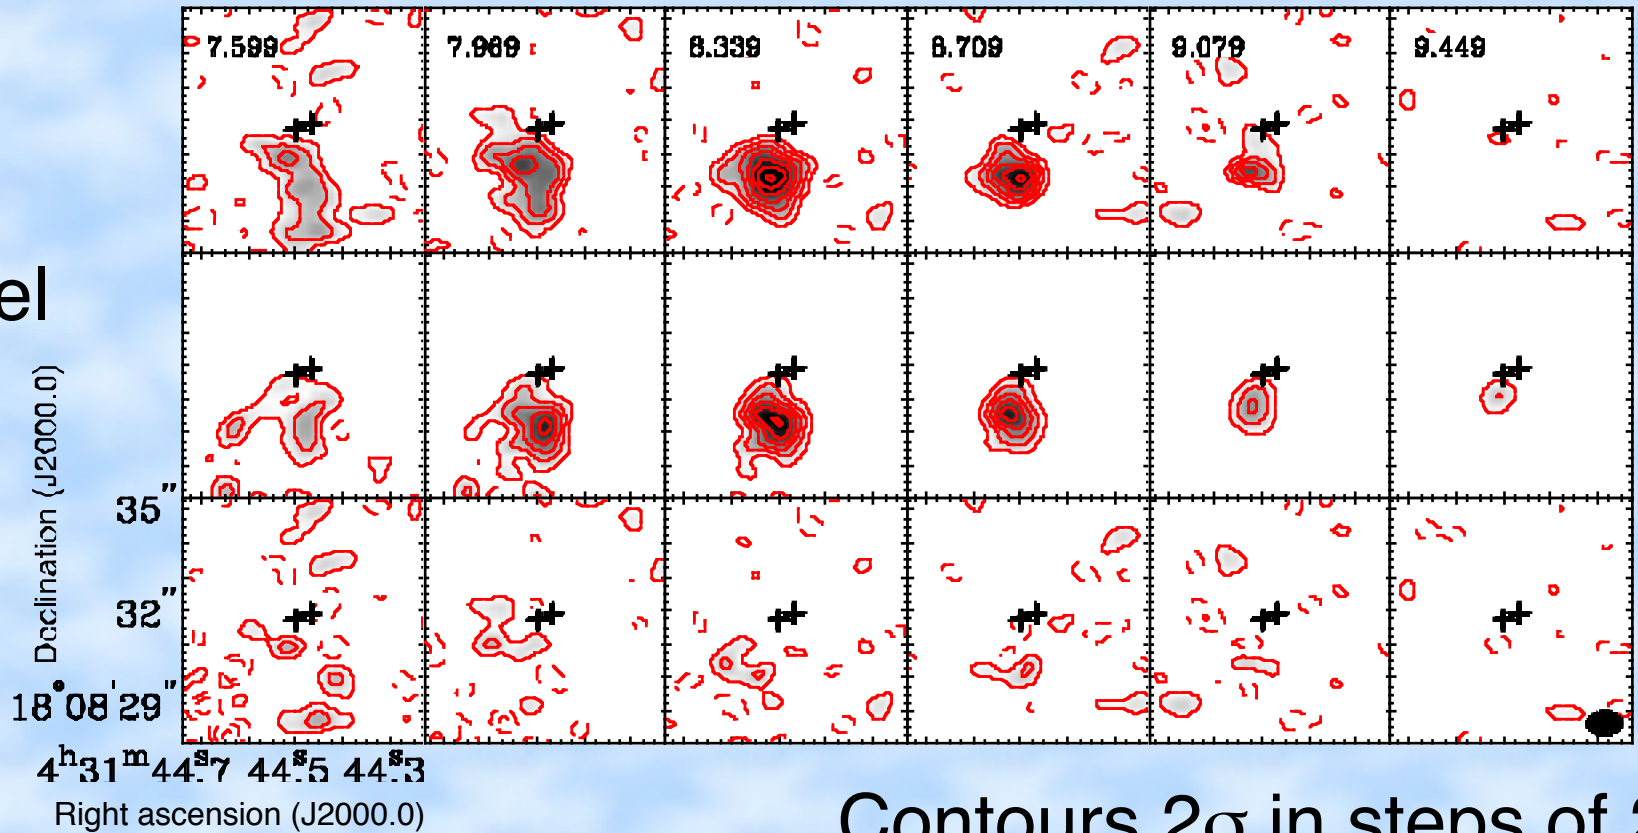 7.599 7.969 8.339 8.709 9.079 9.449
el
Declination (J2000.0)
35"
32"
18°08'29"
4h31m44s.7 44s.5 44s.3
Right ascension (J2000.0)
Contours 2σ in steps of